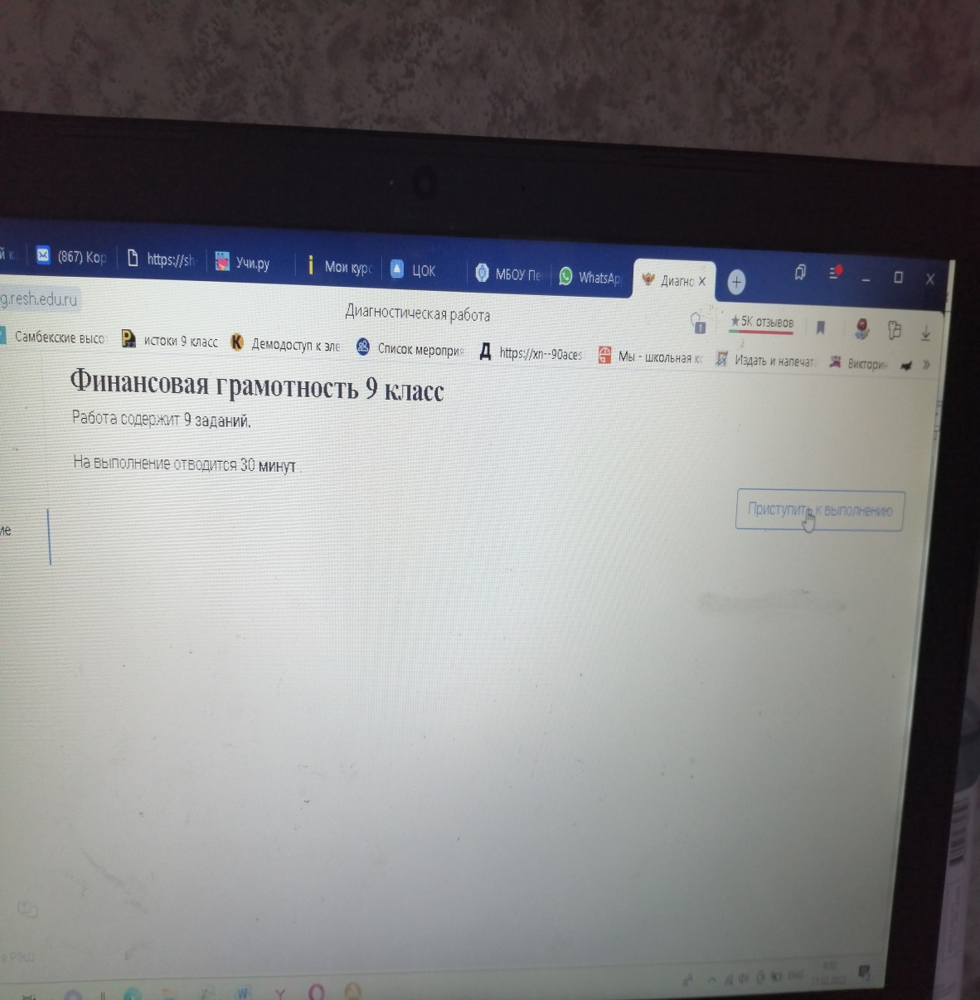 (867) Кор
https://sh
Учи.ру
Мои курс
ЦОК
МБОУ Пе
WhatsAp
Диагно
g.resh.edu.ru
Диагностическая работа
5K отзывов
1
Самбекские высо
истоки 9 класс
Демодоступ к эле
Список мероприя
https://xn--90aces
Мы - школьная кс
Издать и напечат
Виктори
Финансовая грамотность 9 класс
Работа содержит 9 заданий.
На выполнение отводится 30 минут
Приступить к выполнению
ие